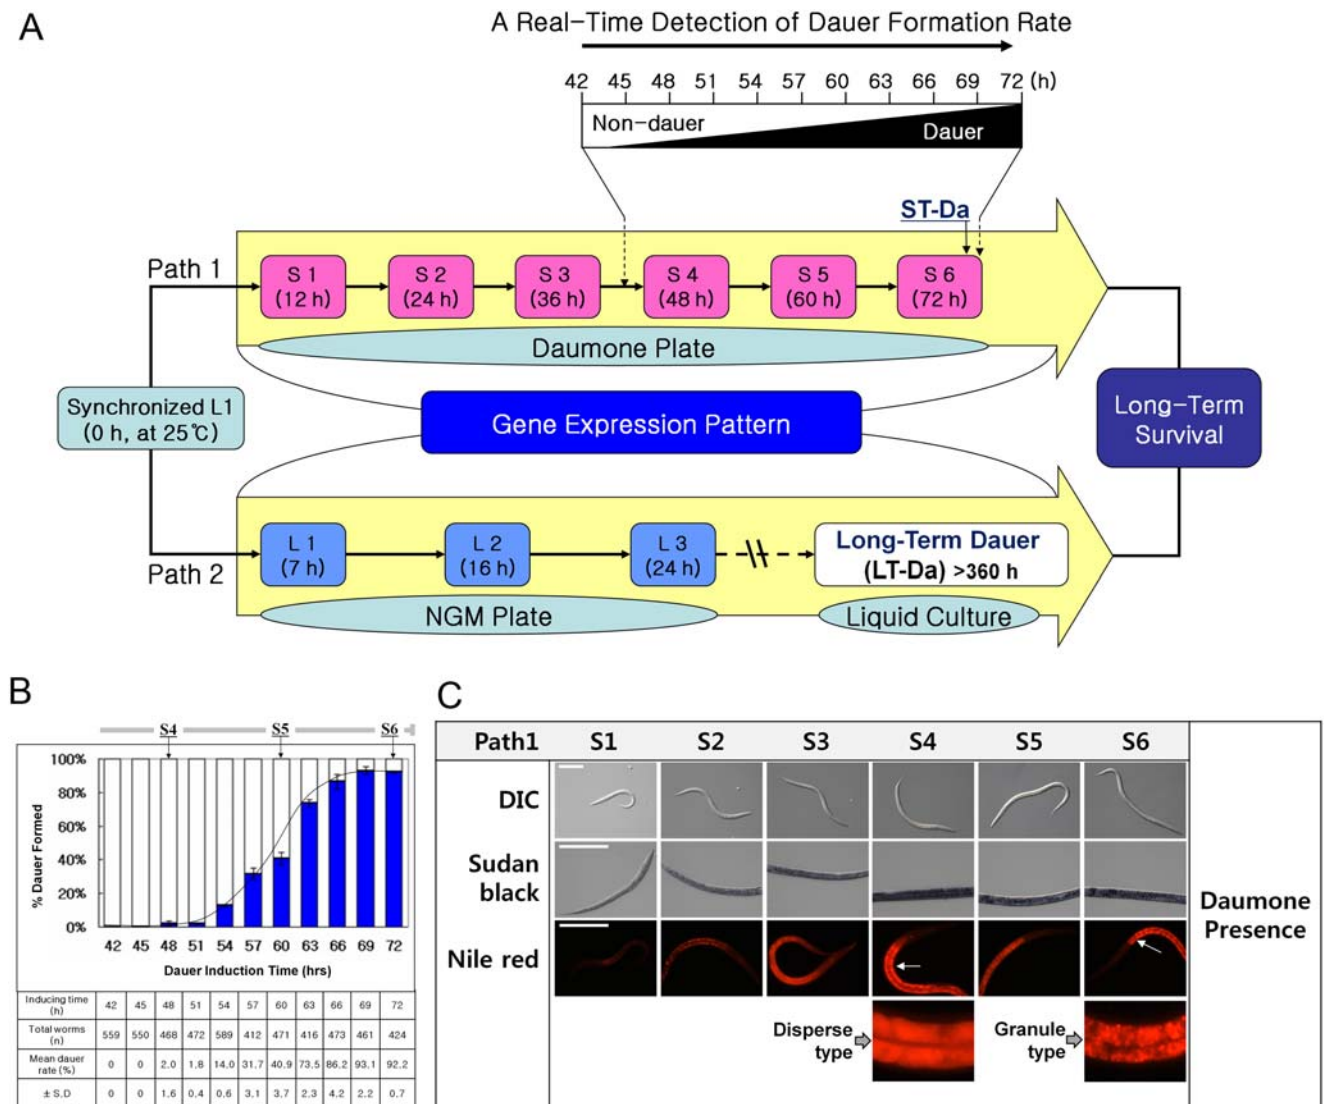 A
A Real-Time Detection of Dauer Formation Rate
42 45 48 51 54 57 60 63 66 69 72 (h)
Non-dauer
Dauer
ST-Da
Path 1
S 1
(12 h)
S 2
(24 h)
S 3
(36 h)
S 4
(48 h)
S 5
(60 h)
S 6
(72 h)
Daumone Plate
Synchronized L1
(0 h, at 25℃)
Gene Expression Pattern
Long-Term
Survival
Path 2
L 1
(7 h)
L 2
(16 h)
L 3
(24 h)
Long-Term Dauer
(LT-Da) >360 h
NGM Plate
Liquid Culture
B
S4 S5 S6
% Dauer Formed
100%
80%
60%
40%
20%
0%
42 45 48 51 54 57 60 63 66 69 72
Dauer Induction Time (hrs)
Inducing time
(h)
42 45 48 51 54 57 60 63 66 69 72
Total worms
(n)
559 550 468 472 589 412 471 416 473 461 424
Mean dauer
rate (%)
0 0 2.0 1.8 14.0 31.7 40.9 73.5 86.2 93.1 92.2
± S.D 0 0 1.6 0.4 0.6 3.1 3.7 2.3 4.2 2.2 0.7
C
Path1 S1 S2 S3 S4 S5 S6
DIC
Sudan
black
Nile red
Disperse
type
Granule
type
Daumone
Presence